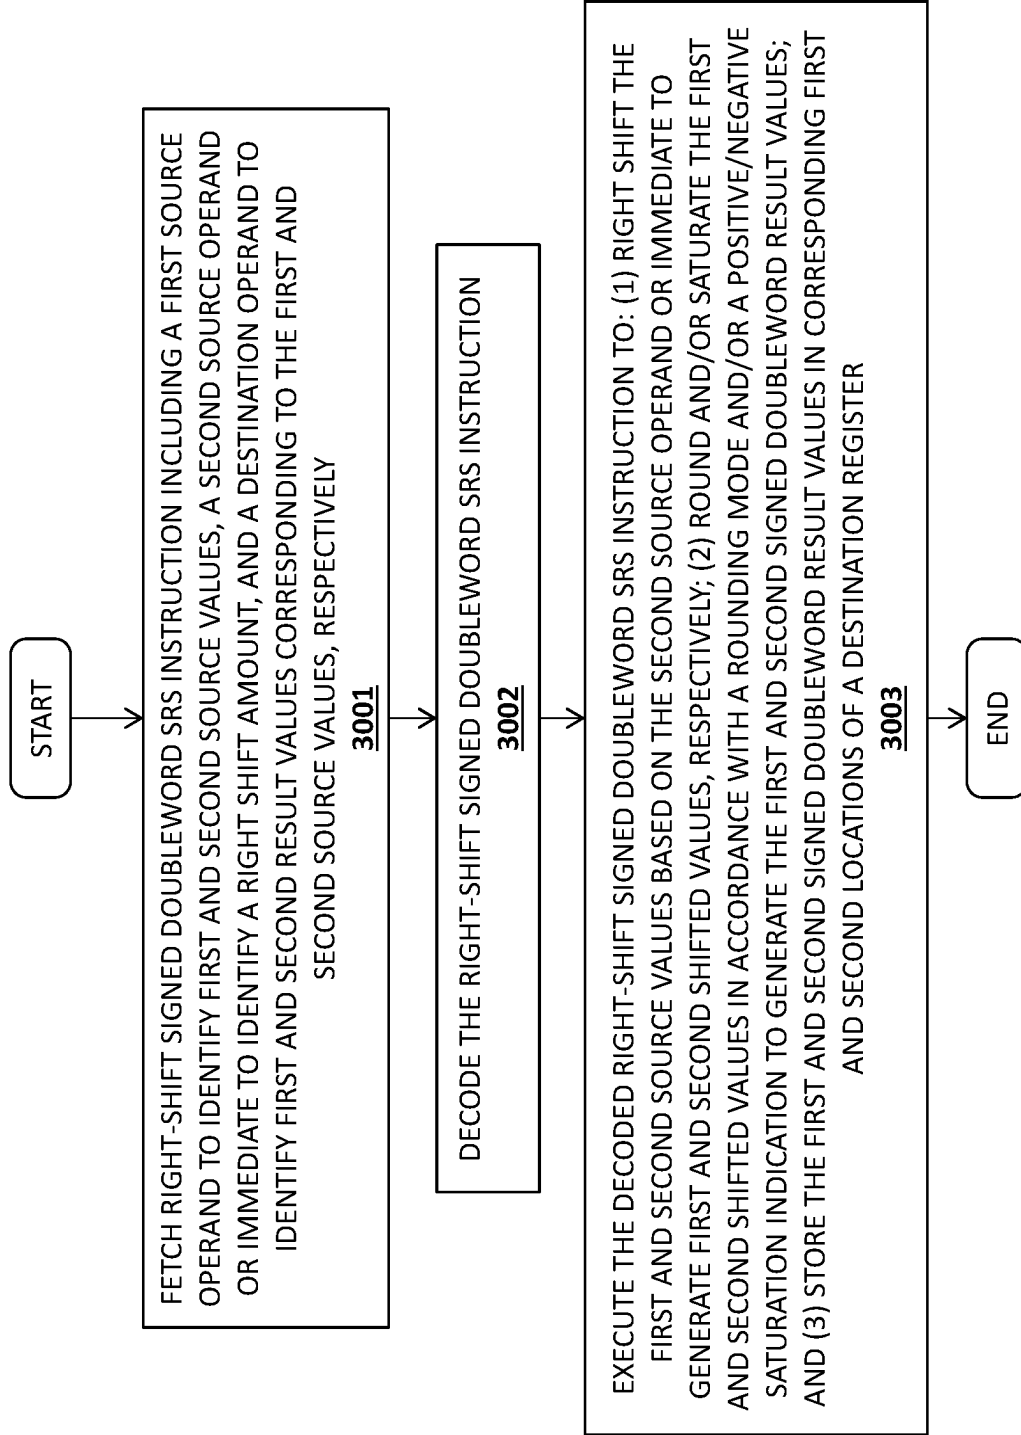 START
FETCH RIGHT-SHIFT SIGNED DOUBLEWORD SRS INSTRUCTION INCLUDING A FIRST SOURCE
OPERAND TO IDENTIFY FIRST AND SECOND SOURCE VALUES, A SECOND SOURCE OPERAND
OR IMMEDIATE TO IDENTIFY A RIGHT SHIFT AMOUNT, AND A DESTINATION OPERAND TO
IDENTIFY FIRST AND SECOND RESULT VALUES CORRESPONDING TO THE FIRST AND
SECOND SOURCE VALUES, RESPECTIVELY
3001
DECODE THE RIGHT-SHIFT SIGNED DOUBLEWORD SRS INSTRUCTION
3002
EXECUTE THE DECODED RIGHT-SHIFT SIGNED DOUBLEWORD SRS INSTRUCTION TO: (1) RIGHT SHIFT THE
FIRST AND SECOND SOURCE VALUES BASED ON THE SECOND SOURCE OPERAND OR IMMEDIATE TO
GENERATE FIRST AND SECOND SHIFTED VALUES, RESPECTIVELY; (2) ROUND AND/OR SATURATE THE FIRST
AND SECOND SHIFTED VALUES IN ACCORDANCE WITH A ROUNDING MODE AND/OR A POSITIVE/NEGATIVE
SATURATION INDICATION TO GENERATE THE FIRST AND SECOND SIGNED DOUBLEWORD RESULT VALUES;
AND (3) STORE THE FIRST AND SECOND SIGNED DOUBLEWORD RESULT VALUES IN CORRESPONDING FIRST
AND SECOND LOCATIONS OF A DESTINATION REGISTER
3003
END